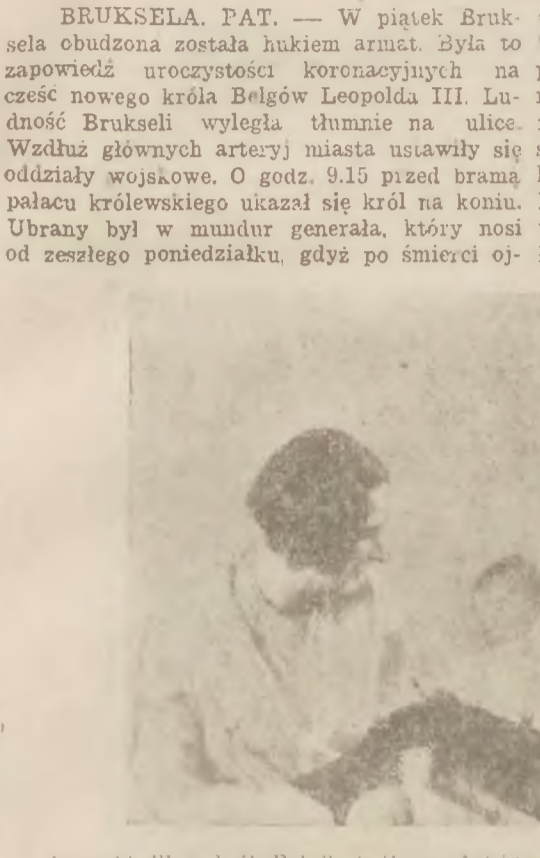 BRUKSELA. PAT. — W piątek Bruk-
sela obudzona została hukiem armat. Była to
zapowiedź uroczystości koronacyjnych na
cześć nowego króla Belgów Leopolda III. Lu-
dność Brukseli wyległa tłumnie na ulice.
Wzdłuż głównych arteryj miasta ustawiły się
oddziały wojskowe. O godz. 9.15 przed bramą
pałacu królewskiego ukazał się król na koniu.
Ubrany był w mundur generała, który nosi
od zeszłego poniedziałku, gdyż po śmierci oj-